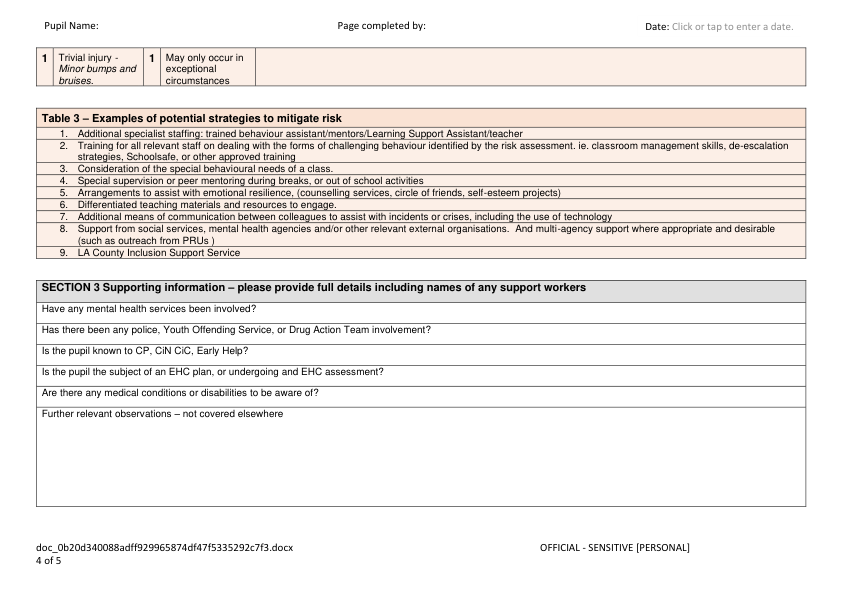 Pupil Name: Page completed by: Date: Click or tap to enter a date.
1 Trivial injury - 1 May only occur in
Minor bumps and exceptional
bruises. circumstances
Table 3 – Examples of potential strategies to mitigate risk
1. Additional specialist staffing: trained behaviour assistant/mentors/Learning Support Assistant/teacher
2. Training for all relevant staff on dealing with the forms of challenging behaviour identified by the risk assessment. ie. classroom management skills, de-escalation
strategies, Schoolsafe, or other approved training
3. Consideration of the special behavioural needs of a class.
4. Special supervision or peer mentoring during breaks, or out of school activities
5. Arrangements to assist with emotional resilience, (counselling services, circle of friends, self-esteem projects)
6. Differentiated teaching materials and resources to engage.
7. Additional means of communication between colleagues to assist with incidents or crises, including the use of technology
8. Support from social services, mental health agencies and/or other relevant external organisations. And multi-agency support where appropriate and desirable
(such as outreach from PRUs )
9. LA County Inclusion Support Service
SECTION 3 Supporting information – please provide full details including names of any support workers
Have any mental health services been involved?
Has there been any police, Youth Offending Service, or Drug Action Team involvement?
Is the pupil known to CP, CiN CiC, Early Help?
Is the pupil the subject of an EHC plan, or undergoing and EHC assessment?
Are there any medical conditions or disabilities to be aware of?
Further relevant observations – not covered elsewhere
doc_0b20d340088adff929965874df47f5335292c7f3.docx OFFICIAL - SENSITIVE [PERSONAL]
4 of 5